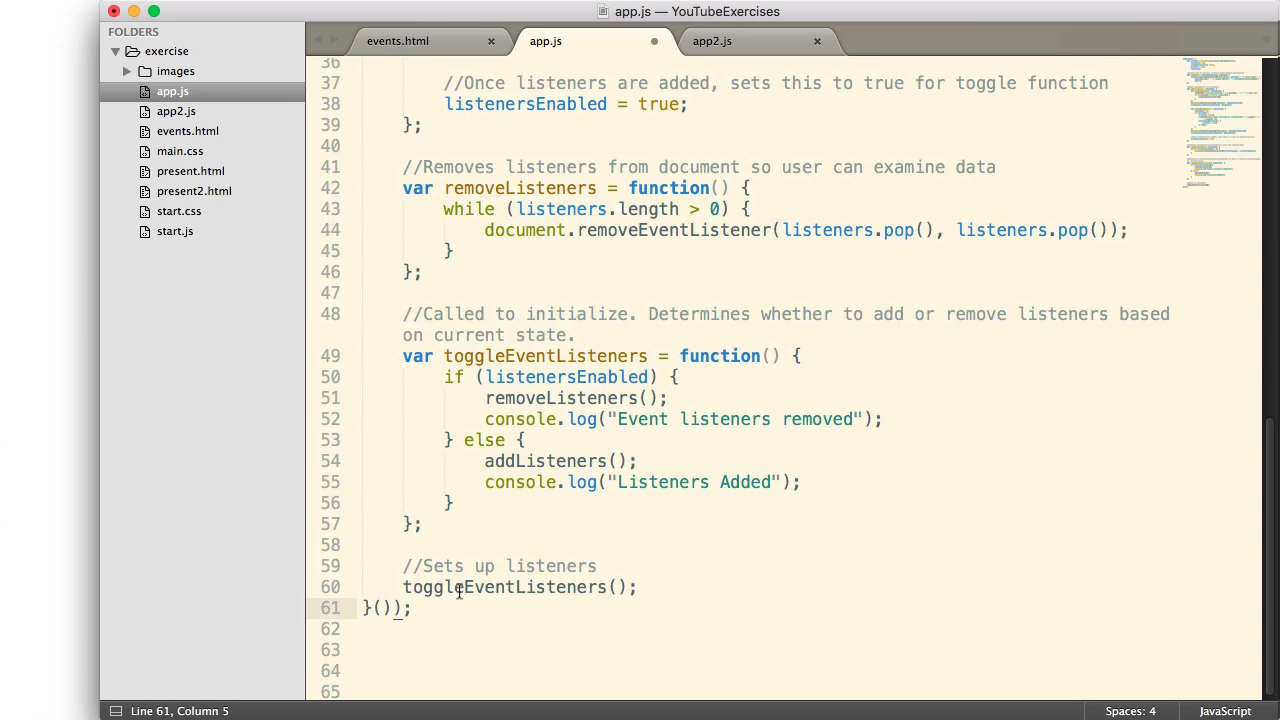 app.js — YouTubeExercises
FOLDERS
exercise
images
app.js
app2.js
events.html
main.css
present.html
present2.html
start.css
start.js
events.html
app.js
app2.js
36
37 //Once listeners are added, sets this to true for toggle function
38 listenersEnabled = true;
39 };
40
41 //Removes listeners from document so user can examine data
42 var removeListeners = function() {
43 while (listeners.length > 0) {
44 document.removeEventListener(listeners.pop(), listeners.pop());
45 }
46 };
47
48 //Called to initialize. Determines whether to add or remove listeners based
on current state.
49 var toggleEventListeners = function() {
50 if (listenersEnabled) {
51 removeListeners();
52 console.log("Event listeners removed");
53 } else {
54 addListeners();
55 console.log("Listeners Added");
56 }
57 };
58
59 //Sets up listeners
60 toggleEventListeners();
61 }());
62
63
64
65
Line 61, Column 5
Spaces: 4
JavaScript